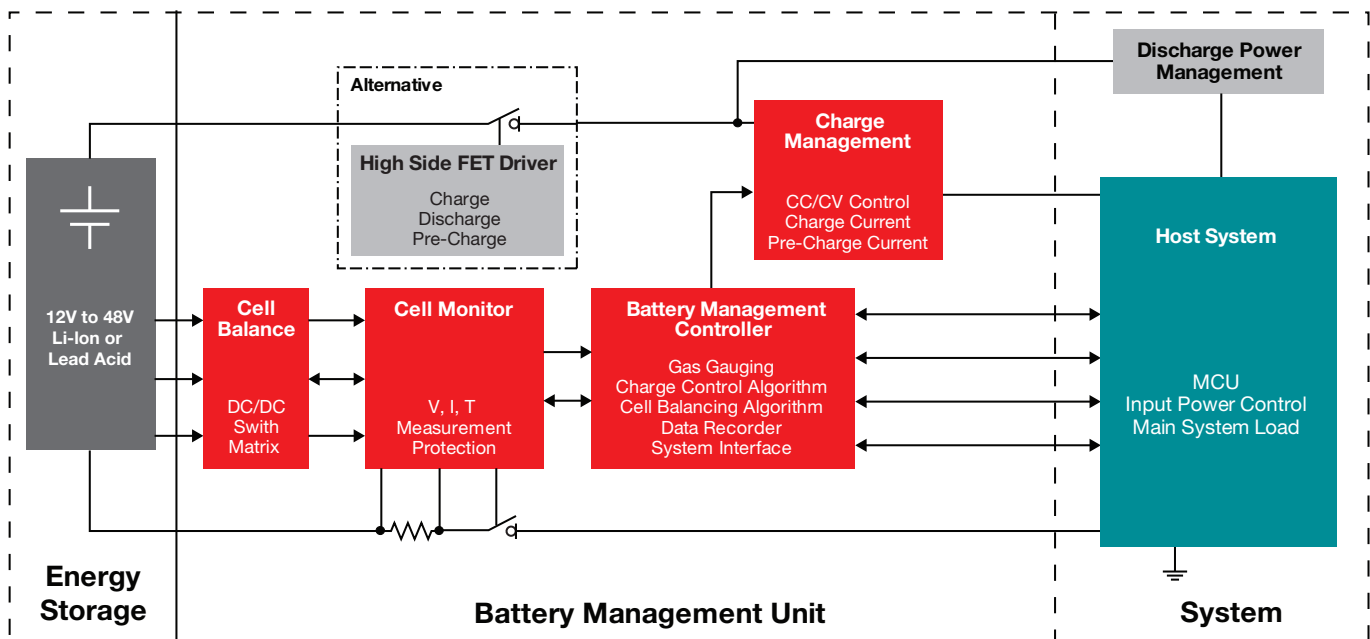 Discharge Power
Management
Alternative
Charge
Management
CC/CV Control
Charge Current
Pre-Charge Current
High Side FET Driver
Charge
Discharge
Pre-Charge
12V to 48V
Li-Ion or
Lead Acid
Cell
Balance
DC/DC
Swith
Matrix
Cell Monitor
V, I, T
Measurement
Protection
Battery Management
Controller
Gas Gauging
Charge Control Algorithm
Cell Balancing Algorithm
Data Recorder
System Interface
Host System
MCU
Input Power Control
Main System Load
Energy
Storage
Battery Management Unit
System